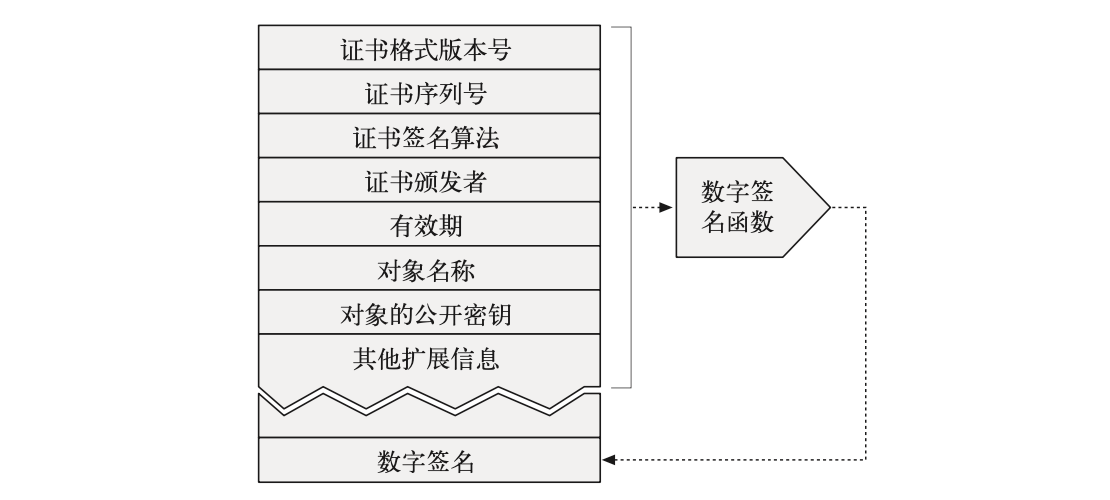 证书格式版本号
证书序列号
证书签名算法
证书颁发者
有效期
对象名称
对象的公开密钥
其他扩展信息
数字签名
数字签
名函数